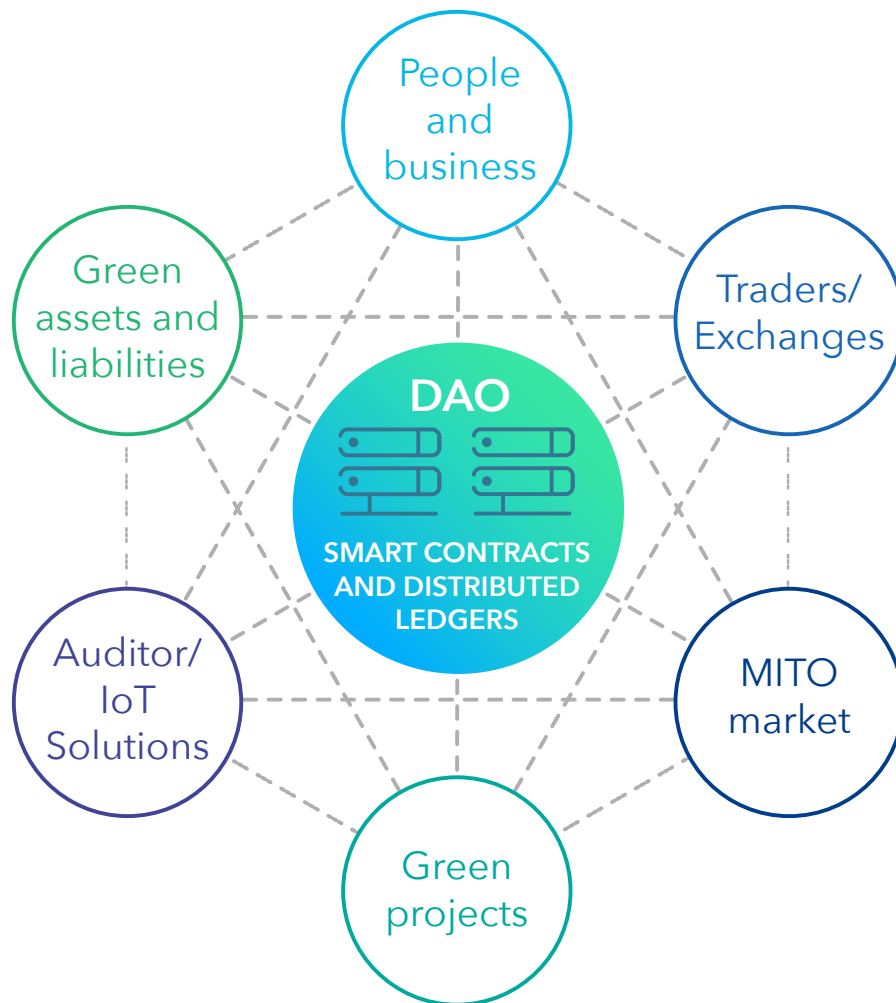 People
and
business
Green
assets and
liabilities
Traders/
Exchanges
DAO
SMART CONTRACTS
AND DISTRIBUTED
LEDGERS
Auditor/
IoT
Solutions
MITO
market
Green
projects